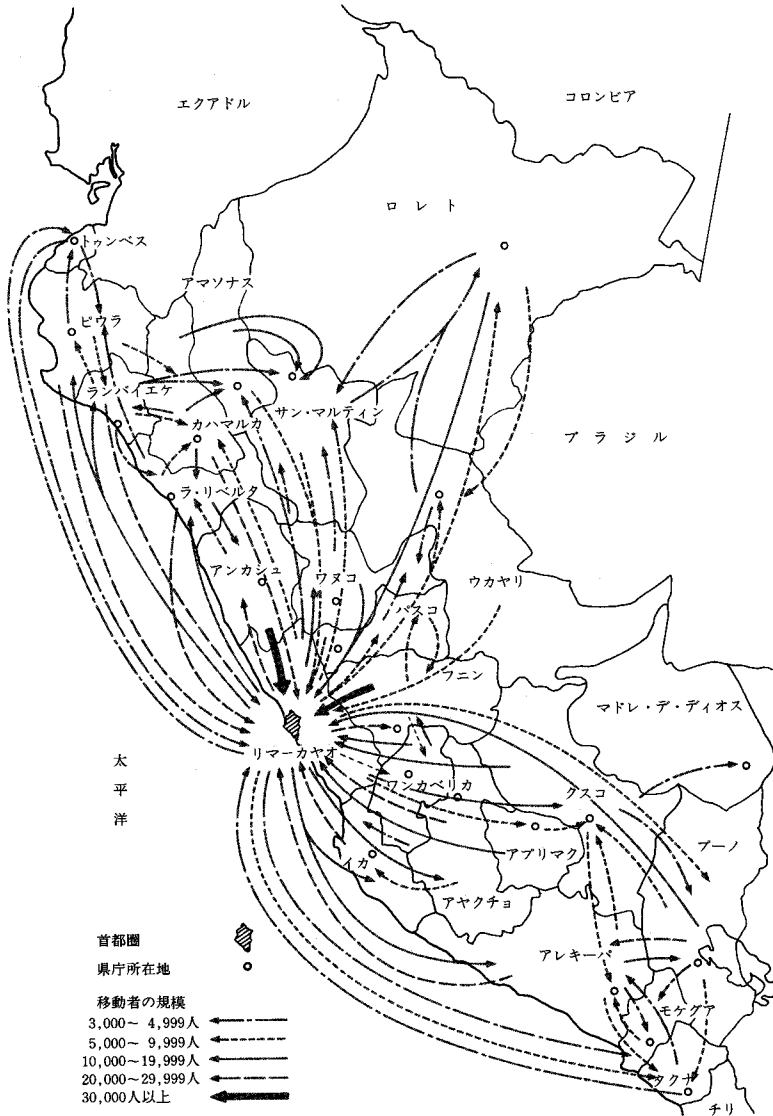 エクアドル
コロンビア
ロレト
トゥンベス
アマソナス
ピウラ
ランバイエケ
サン・マルティン
カハマルカ
ブラジル
ラ・リベルタ
アンカシュ
ワヌコ
ウカヤリ
パスコ
フニン
マドレ・デ・ディオス
リマーカヤオ
太平洋
ワンカベリカ
クスコ
プーノ
アプリマク
イカ
アヤクチョ
アレキーパ
モケグア
タクナ
チリ
首都圏
県庁所在地
移動者の規模
3,000~ 4,999人
5,000~ 9,999人
10,000~19,999人
20,000~29,999人
30,000人以上